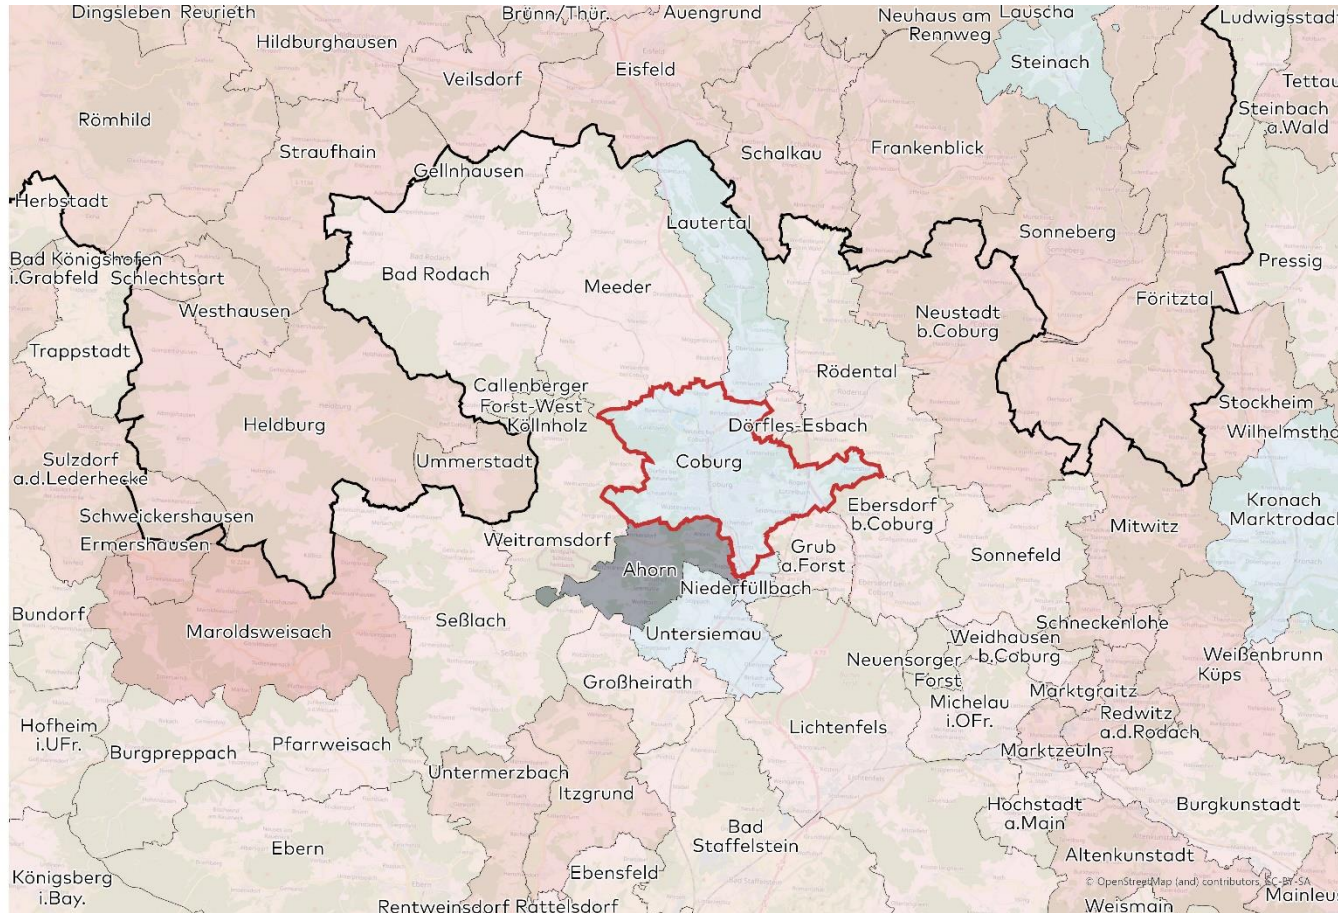 Dingsleben Reurieth
Brünn/Thür.
Auengrund
Neuhaus am
Rennweg
Lauscha
Ludwigsstad
Hildburghausen
Veilsdorf
Eisfeld
Steinach
Tettau
Steinbach
a.Wald
Römhild
Straufhain
Schalkau
Frankenblick
Gellnhausen
Herbstadt
Lautertal
Sonneberg
Bad Königshofen
i.Grabfeld
Schlechtsart
Bad Rodach
Meeder
Pressig
Westhausen
Neustadt
b.Coburg
Föritztal
Trappstadt
Rödental
Callenberger
Forst-West
Köllnholz
Stockheim
Heldburg
Dörfles-Esbach
Wilhelmstha
Sulzdorf
a.d.Lederhecke
Ummerstadt
Coburg
Ebersdorf
b.Coburg
Kronach
Marktrodach
Schweickershausen
Mitwitz
Ermershausen
Weitramsdorf
Grub
a.Forst
Sonnefeld
Ahorn
Niederfüllbach
Bundorf
Maroldsweisach
Seßlach
Untersiemau
Schneckenlohe
Weidhausen
b.Coburg
Neuensorger
Forst
Weißenbrunn
Küps
Großheirath
Marktgraitz
Michelau
i.OFr.
Redwitz
a.d.Rodach
Hofheim
i.UFr.
Burgpreppach
Pfarrweisach
Lichtenfels
Marktzeuln
Untermerzbach
Itzgrund
Hochstadt
a.Main
Burgkunstadt
Ebern
Bad
Staffelstein
Altenkunstadt
Königsberg
i.Bay.
Ebensfeld
© OpenStreetMap (and) contributors, CC-BY-SA
Mainleu
Rentweinsdorf Rattelsdorf
Weismain